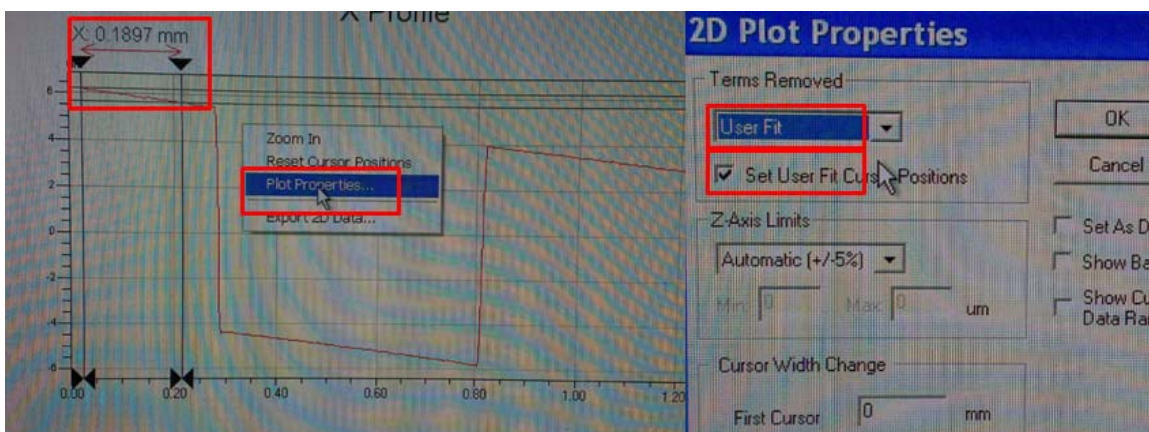 X Profile
X: 0.1897 mm
6
4
2
0
-2
-4
-6
0.00 0.20 0.40 0.60 0.80 1.00 1.20
Zoom In
Reset Cursor Positions
Plot Properties...
Export 2D Data...
2D Plot Properties
Terms Removed
User Fit
Set User Fit Positions
OK
Cancel
Z-Axis Limits
Automatic (+/-5%)
Min: 0 Max: 0 um
Set As D
Show Ba
Show Cu
Data Ra
Cursor Width Change
First Cursor 0 mm